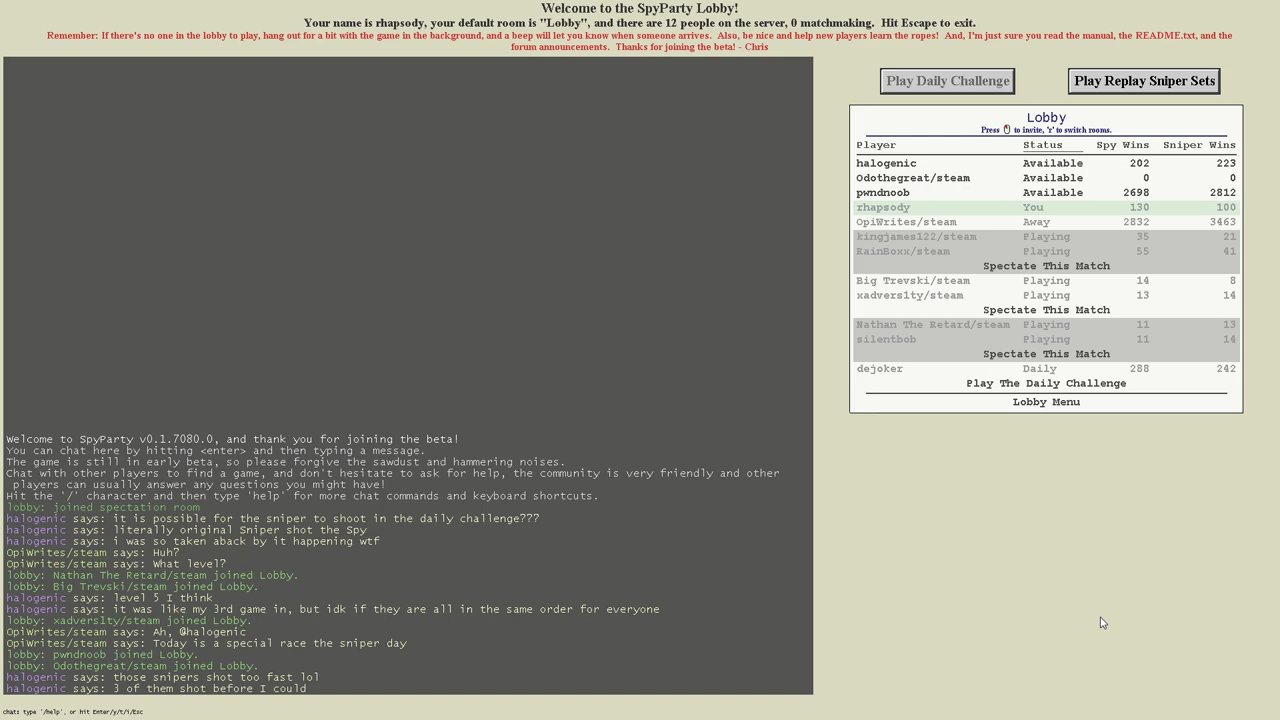 Welcome to the SpyParty Lobby!
Your name is rhapsody, your default room is "Lobby", and there are 12 people on the server, 0 matchmaking.  Hit Escape to exit.
Remember: If there's no one in the lobby to play, hang out for a bit with the game in the background, and a beep will let you know when someone arrives.  Also, be nice and help new players learn the ropes!  And, I'm just sure you read the manual, the README.txt, and the
forum announcements.  Thanks for joining the beta! - Chris
Play Daily Challenge
Play Replay Sniper Sets
Lobby
Press to invite, 'r' to switch rooms.
Player Status Spy Wins Sniper Wins
halogenic Available 202 223
Odothegreat/steam Available 0 0
pwndnoob Available 2698 2812
rhapsody You 130 100
OpiWrites/steam Away 2832 3463
kingjames122/steam Playing 35 21
RainBoxx/steam Playing 55 41
Spectate This Match
Big Trevski/steam Playing 14 8
xadvers1ty/steam Playing 13 14
Spectate This Match
Nathan The Retard/steam Playing 11 13
silentbob Playing 11 14
Spectate This Match
dejoker Daily 288 242
Play The Daily Challenge
Lobby Menu
Welcome to SpyParty v0.1.7080.0, and thank you for joining the beta!
You can chat here by hitting <enter> and then typing a message.
The game is still in early beta, so please forgive the sawdust and hammering noises.
Chat with other players to find a game, and don't hesitate to ask for help, the community is very friendly and other
players can usually answer any questions you might have!
Hit the '/' character and then type 'help' for more chat commands and keyboard shortcuts.
lobby: joined spectation room
halogenic says: it is possible for the sniper to shoot in the daily challenge???
halogenic says: literally original Sniper shot the Spy
halogenic says: i was so taken aback by it happening wtf
OpiWrites/steam says: Huh?
OpiWrites/steam says: What level?
lobby: Nathan The Retard/steam joined Lobby.
lobby: Big Trevski/steam joined Lobby.
halogenic says: level 5 I think
halogenic says: it was like my 3rd game in, but idk if they are all in the same order for everyone
lobby: xadvers1ty/steam joined Lobby.
OpiWrites/steam says: Ah, @halogenic
OpiWrites/steam says: Today is a special race the sniper day
lobby: pwndnoob joined Lobby.
lobby: Odothegreat/steam joined Lobby.
halogenic says: those snipers shot too fast lol
halogenic says: 3 of them shot before I could
chat: type '/help', or hit Enter/y/t/i/Esc